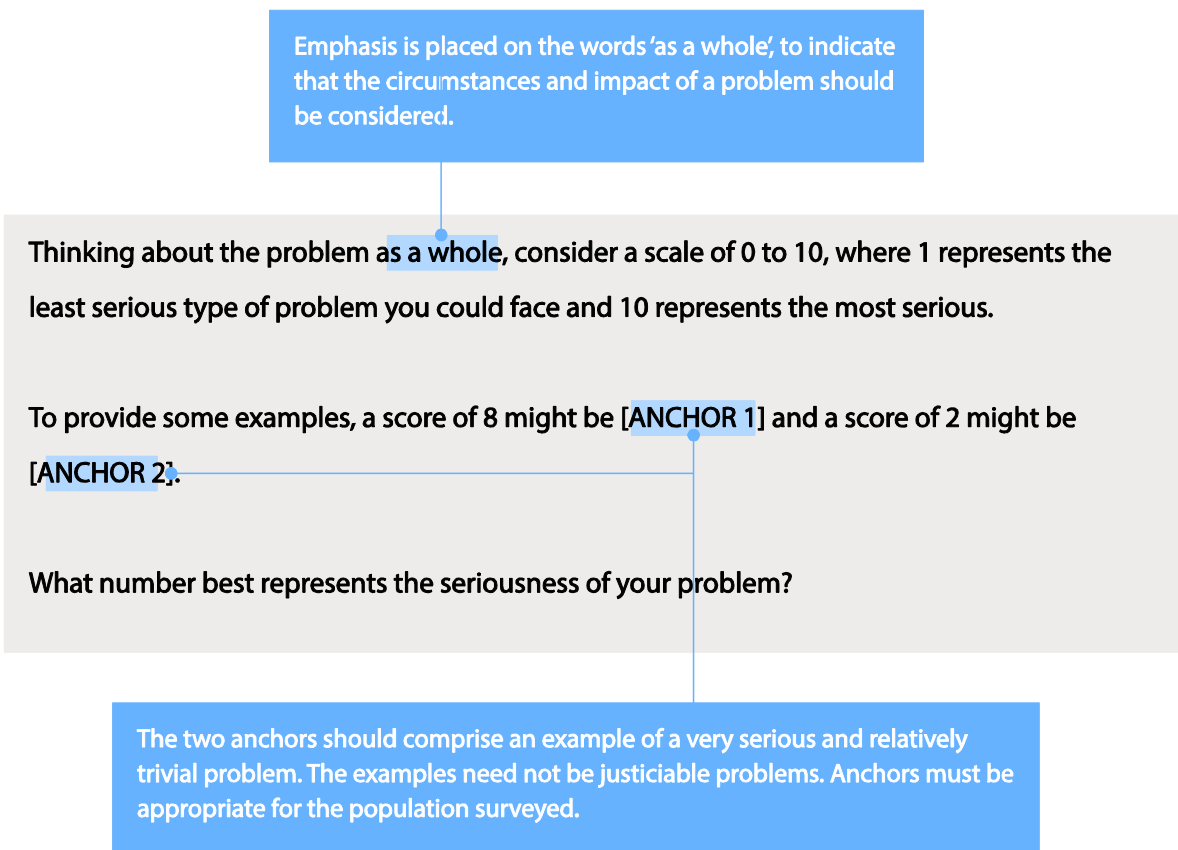 Emphasis is placed on the words ‘as a whole’, to indicate
that the circumstances and impact of a problem should
be considered.
Thinking about the problem as a whole, consider a scale of 0 to 10, where 1 represents the
least serious type of problem you could face and 10 represents the most serious.
To provide some examples, a score of 8 might be [ANCHOR 1] and a score of 2 might be
[ANCHOR 2].
What number best represents the seriousness of your problem?
The two anchors should comprise an example of a very serious and relatively
trivial problem. The examples need not be justiciable problems. Anchors must be
appropriate for the population surveyed.